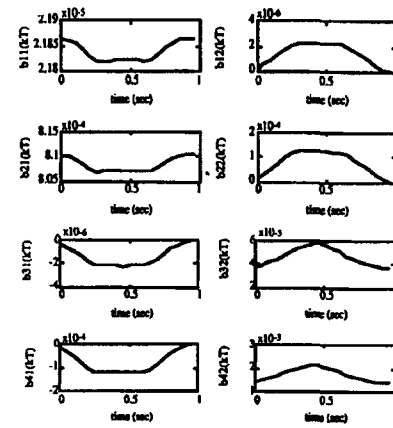 2.19 x10-5
2.185
2.18
b11(kT)
0 0.5 1
time (sec)
4 x10-6
2
0
b12(kT)
0 0.5
time (sec)
8.15 x10-4
8.1
8.05
b21(kT)
0 0.5 1
time (sec)
2 x10-4
1
0
b22(kT)
0 0.5
time (sec)
0 x10-6
-2
-4
b31(kT)
0 0.5 1
time (sec)
6 x10-5
4
2
b32(kT)
0 0.5
time (sec)
0 x10-4
-1
-2
b41(kT)
0 0.5 1
time (sec)
3 x10-3
2
1
b42(kT)
0 0.5
time (sec)